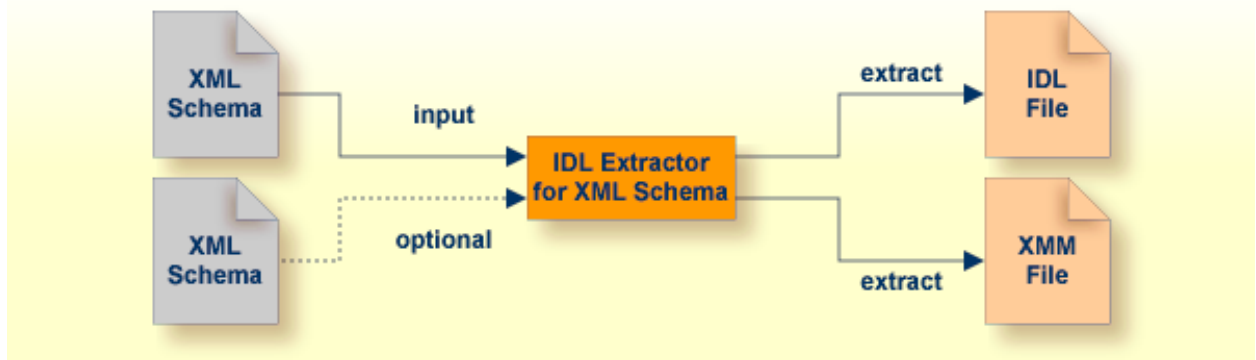 XML
Schema
input
extract
IDL
File
IDL Extractor
for XML Schema
XML
Schema
optional
extract
XMM
File